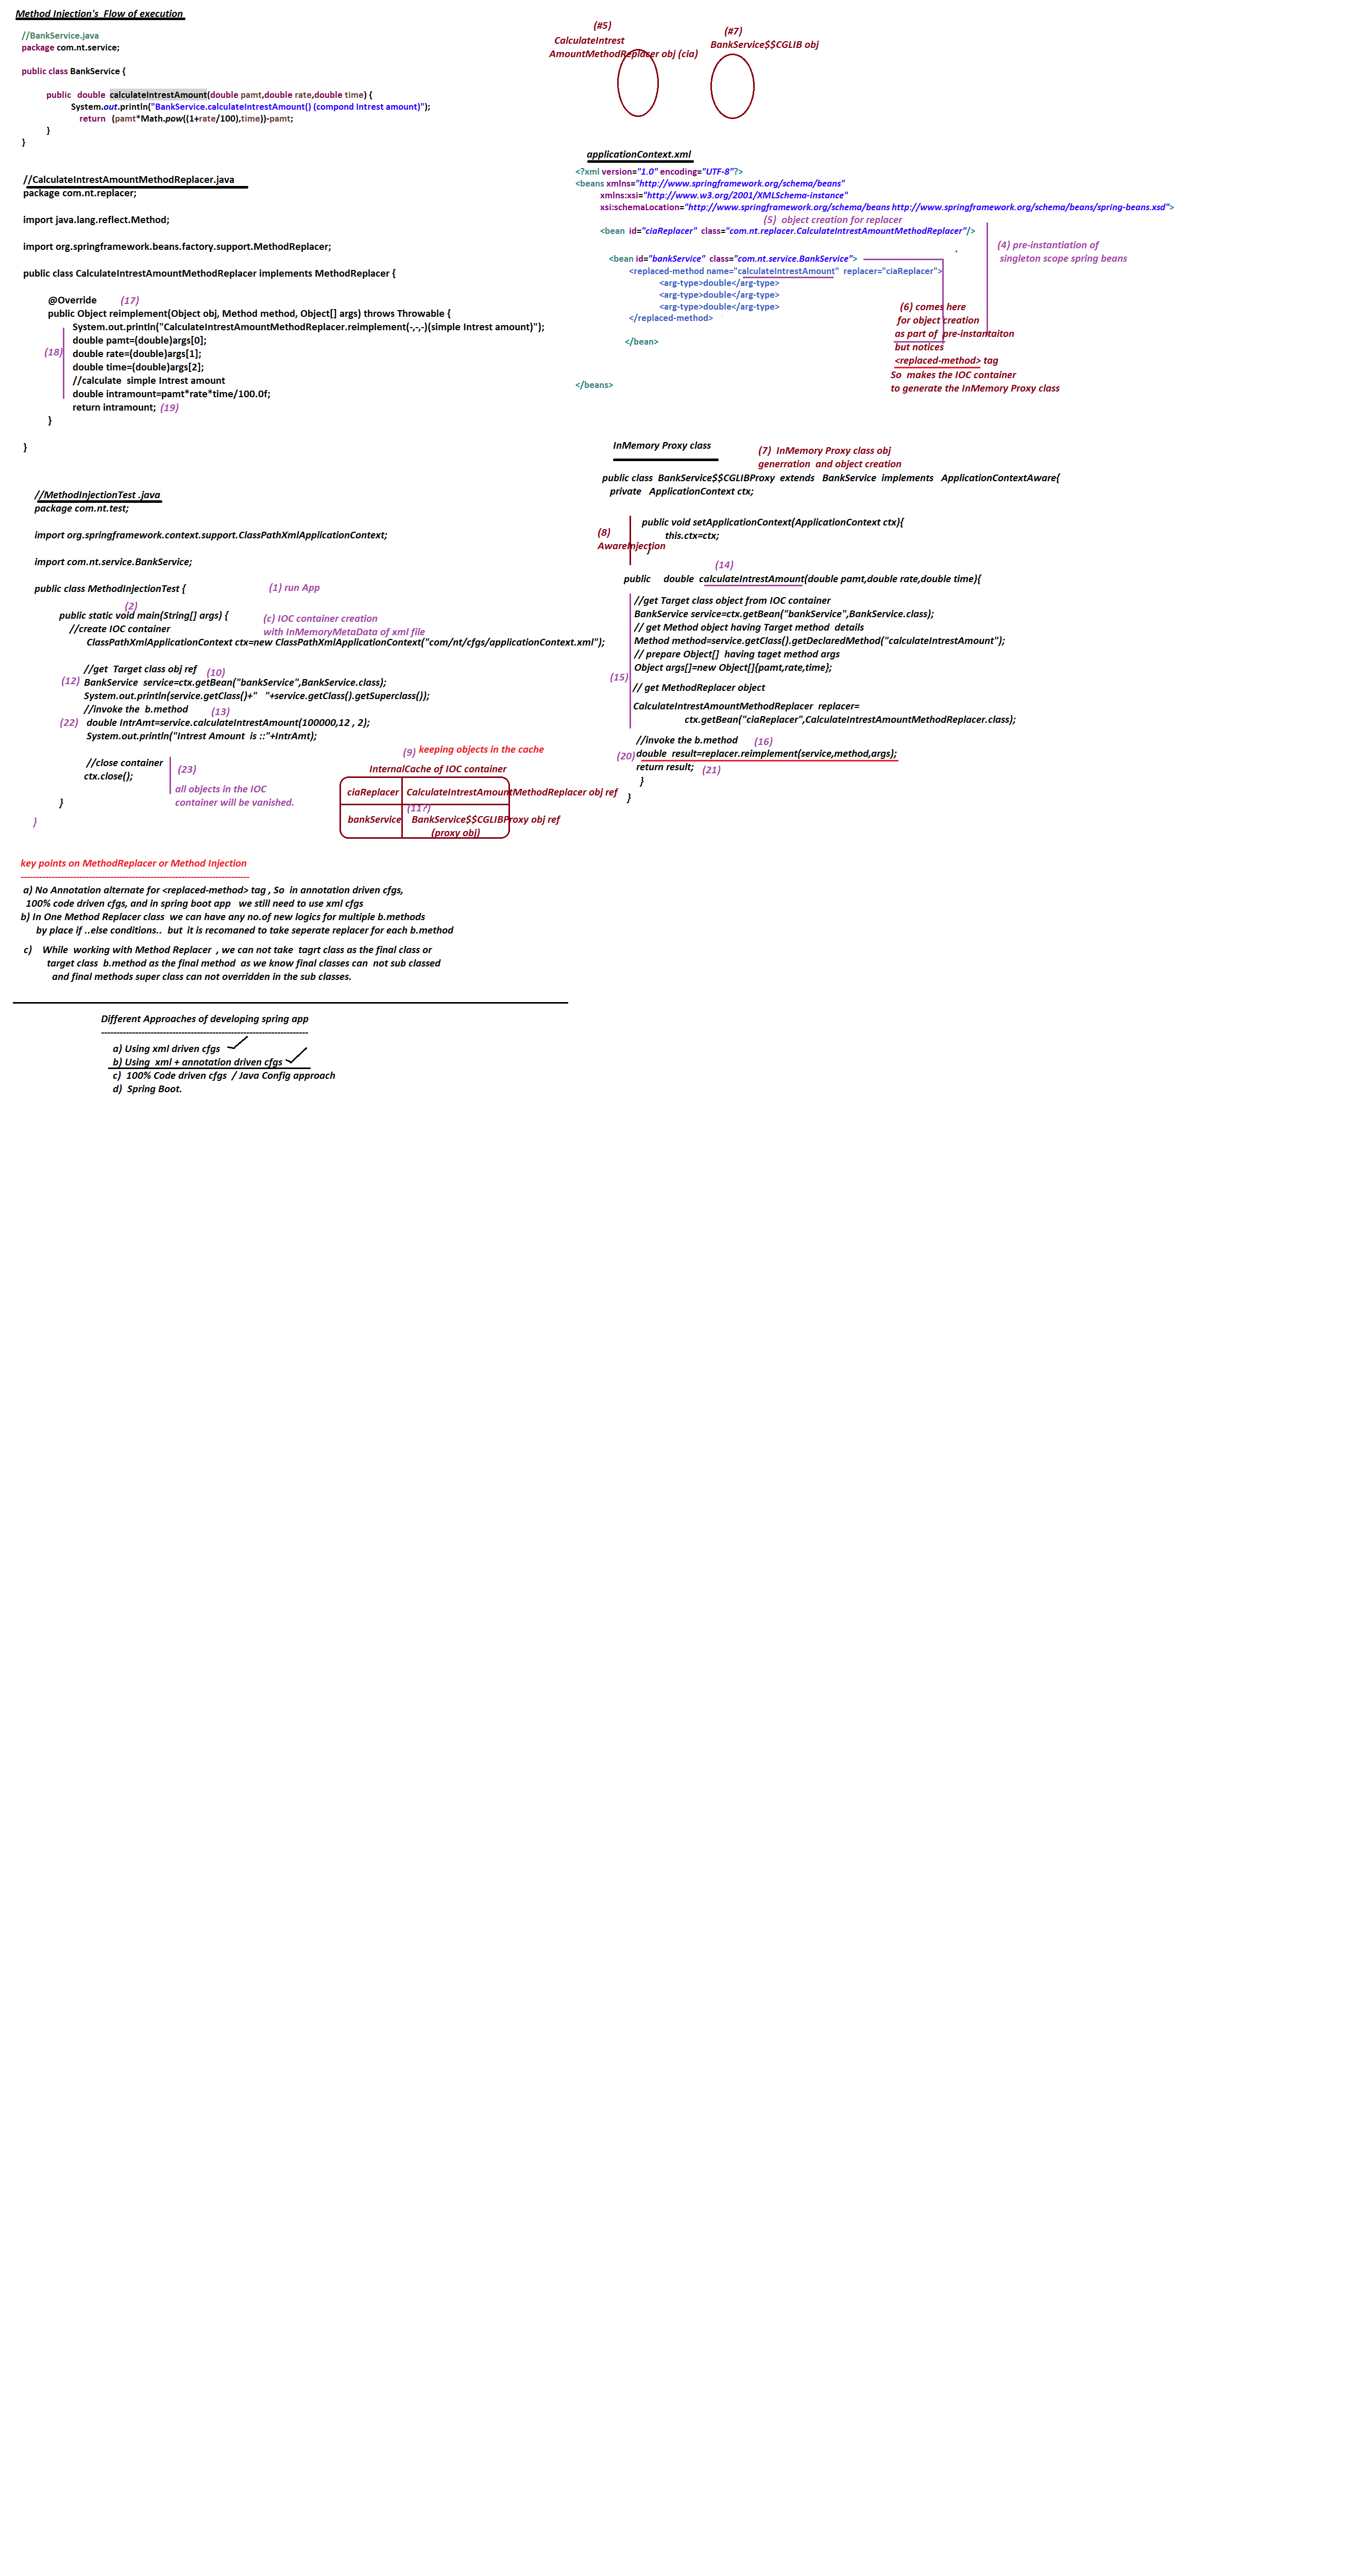 Method Injection's Flow of execution
//BankService.java
package com.nt.service;
public class BankService {
public double calculateIntrestAmount(double pamt,double rate,double time) {
System.out.println("BankService.calculateIntrestAmount() (compond Intrest amount)");
return (pamt*Math.pow((1+rate/100),time))-pamt;
}
}
//CalculateIntrestAmountMethodReplacer.java
package com.nt.replacer;
import java.lang.reflect.Method;
import org.springframework.beans.factory.support.MethodReplacer;
public class CalculateIntrestAmountMethodReplacer implements MethodReplacer {
@Override (17)
public Object reimplement(Object obj, Method method, Object[] args) throws Throwable {
System.out.println("CalculateIntrestAmountMethodReplacer.reimplement(-,-,-)(simple Intrest amount)");
double pamt=(double)args[0];
(18) double rate=(double)args[1];
double time=(double)args[2];
//calculate simple Intrest amount
double intramount=pamt*rate*time/100.0f;
return intramount; (19)
}
}
//MethodInjectionTest .java
package com.nt.test;
import org.springframework.context.support.ClassPathXmlApplicationContext;
import com.nt.service.BankService;
public class MethodInjectionTest { (1) run App
(2)
public static void main(String[] args) { (c) IOC container creation
//create IOC container with InMemoryMetaData of xml file
ClassPathXmlApplicationContext ctx=new ClassPathXmlApplicationContext("com/nt/cfgs/applicationContext.xml");
//get Target class obj ref (10)
(12) BankService service=ctx.getBean("bankService",BankService.class);
System.out.println(service.getClass()+" "+service.getClass().getSuperclass());
//invoke the b.method (13)
(22) double IntrAmt=service.calculateIntrestAmount(100000,12 , 2);
System.out.println("Intrest Amount is ::"+IntrAmt);
//close container (23)
ctx.close();
all objects in the IOC
container will be vanished.
}
}
(9) keeping objects in the cache
InternalCache of IOC container
ciaReplacer CalculateIntrestAmountMethodReplacer obj ref
(11?)
bankService BankService$$CGLIBProxy obj ref
(proxy obj)
key points on MethodReplacer or Method Injection
--------------------------------------------------------------------------
a) No Annotation alternate for <replaced-method> tag , So in annotation driven cfgs,
100% code driven cfgs, and in spring boot app we still need to use xml cfgs
b) In One Method Replacer class we can have any no.of new logics for multiple b.methods
by place if ..else conditions.. but it is recomaned to take seperate replacer for each b.method
c) While working with Method Replacer , we can not take tagrt class as the final class or
target class b.method as the final method as we know final classes can not sub classed
and final methods super class can not overridden in the sub classes.
Different Approaches of developing spring app
-------------------------------------------------------------------
a) Using xml driven cfgs
b) Using xml + annotation driven cfgs
c) 100% Code driven cfgs / Java Config approach
d) Spring Boot.
(#5)
CalculateIntrest
AmountMethodReplacer obj (cia)
(#7)
BankService$$CGLIB obj
applicationContext.xml
<?xml version="1.0" encoding="UTF-8"?>
<beans xmlns="http://www.springframework.org/schema/beans"
xmlns:xsi="http://www.w3.org/2001/XMLSchema-instance"
xsi:schemaLocation="http://www.springframework.org/schema/beans http://www.springframework.org/schema/beans/spring-beans.xsd">
(5) object creation for replacer
<bean id="ciaReplacer" class="com.nt.replacer.CalculateIntrestAmountMethodReplacer"/>
(4) pre-instantiation of
singleton scope spring beans
<bean id="bankService" class="com.nt.service.BankService">
<replaced-method name="calculateIntrestAmount" replacer="ciaReplacer">
<arg-type>double</arg-type>
<arg-type>double</arg-type>
<arg-type>double</arg-type>
</replaced-method>
</bean>
</beans>
(6) comes here
for object creation
as part of pre-instantaiton
but notices
<replaced-method> tag
So makes the IOC container
to generate the InMemory Proxy class
InMemory Proxy class
(7) InMemory Proxy class obj
generration and object creation
public class BankService$$CGLIBProxy extends BankService implements ApplicationContextAware{
private ApplicationContext ctx;
public void setApplicationContext(ApplicationContext ctx){
(8) this.ctx=ctx;
AwareInjection }
(14)
public double calculateIntrestAmount(double pamt,double rate,double time){
//get Target class object from IOC container
BankService service=ctx.getBean("bankService",BankService.class);
// get Method object having Target method details
Method method=service.getClass().getDeclaredMethod("calculateIntrestAmount");
// prepare Object[] having taget method args
Object args[]=new Object[]{pamt,rate,time};
(15)
// get MethodReplacer object
CalculateIntrestAmountMethodReplacer replacer=
ctx.getBean("ciaReplacer",CalculateIntrestAmountMethodReplacer.class);
//invoke the b.method (16)
(20) double result=replacer.reimplement(service,method,args);
return result; (21)
}
}